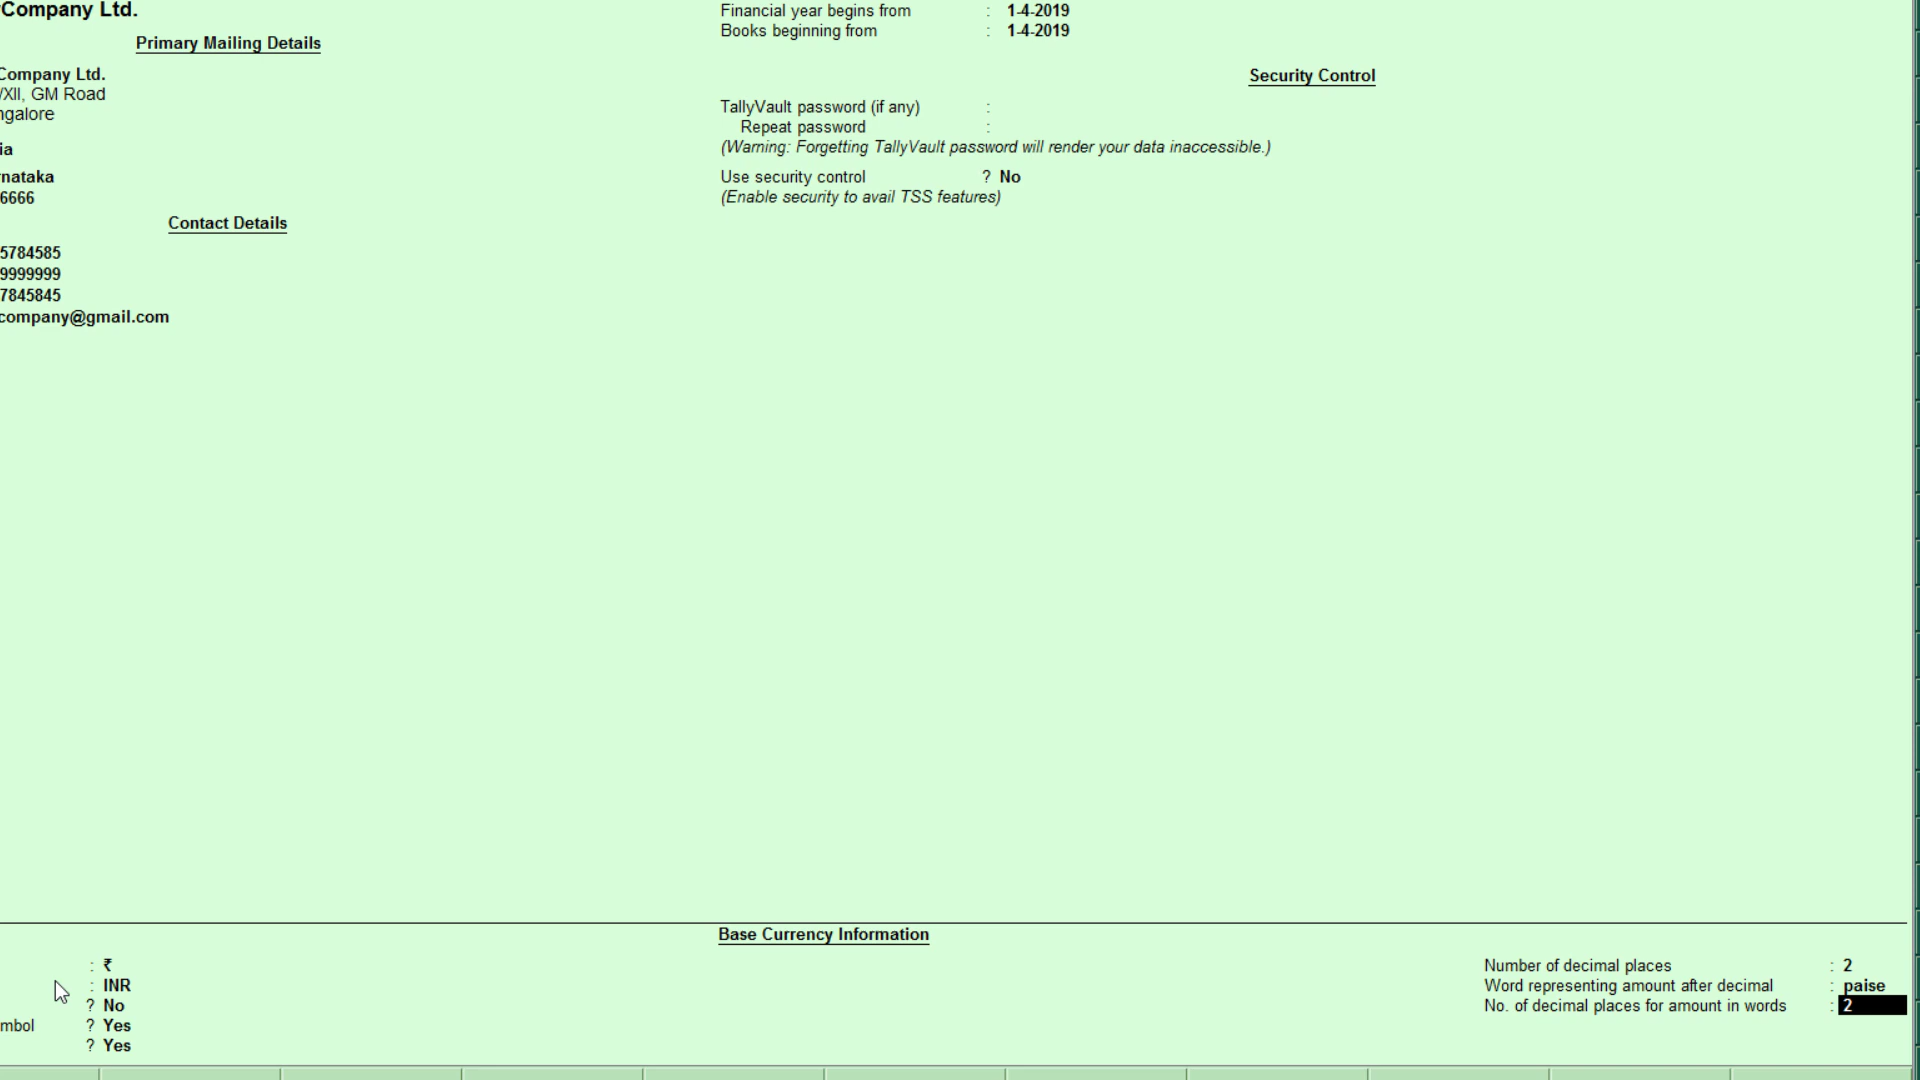 Company Ltd.
Primary Mailing Details
Company Ltd.
/XII, GM Road
ngalore
ia
nataka
6666
Contact Details
5784585
9999999
7845845
company@gmail.com
Financial year begins from : 1-4-2019
Books beginning from : 1-4-2019
Security Control
TallyVault password (if any) :
Repeat password :
(Warning: Forgetting TallyVault password will render your data inaccessible.)
Use security control ? No
(Enable security to avail TSS features)
Base Currency Information
: ₹
: INR
? No
mbol ? Yes
? Yes
Number of decimal places : 2
Word representing amount after decimal : paise
No. of decimal places for amount in words : 2